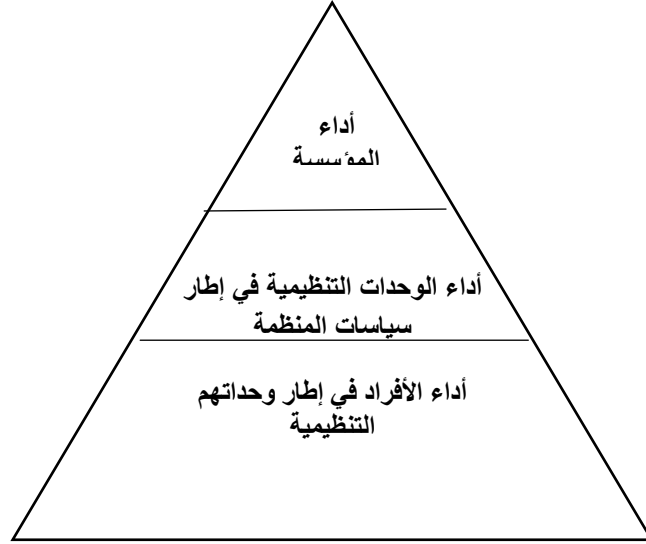 أداء
المؤسسة
أداء الوحدات التنظيمية في إطار
سياسات المنظمة
أداء الأفراد في إطار وحداتهم
التنظيمية